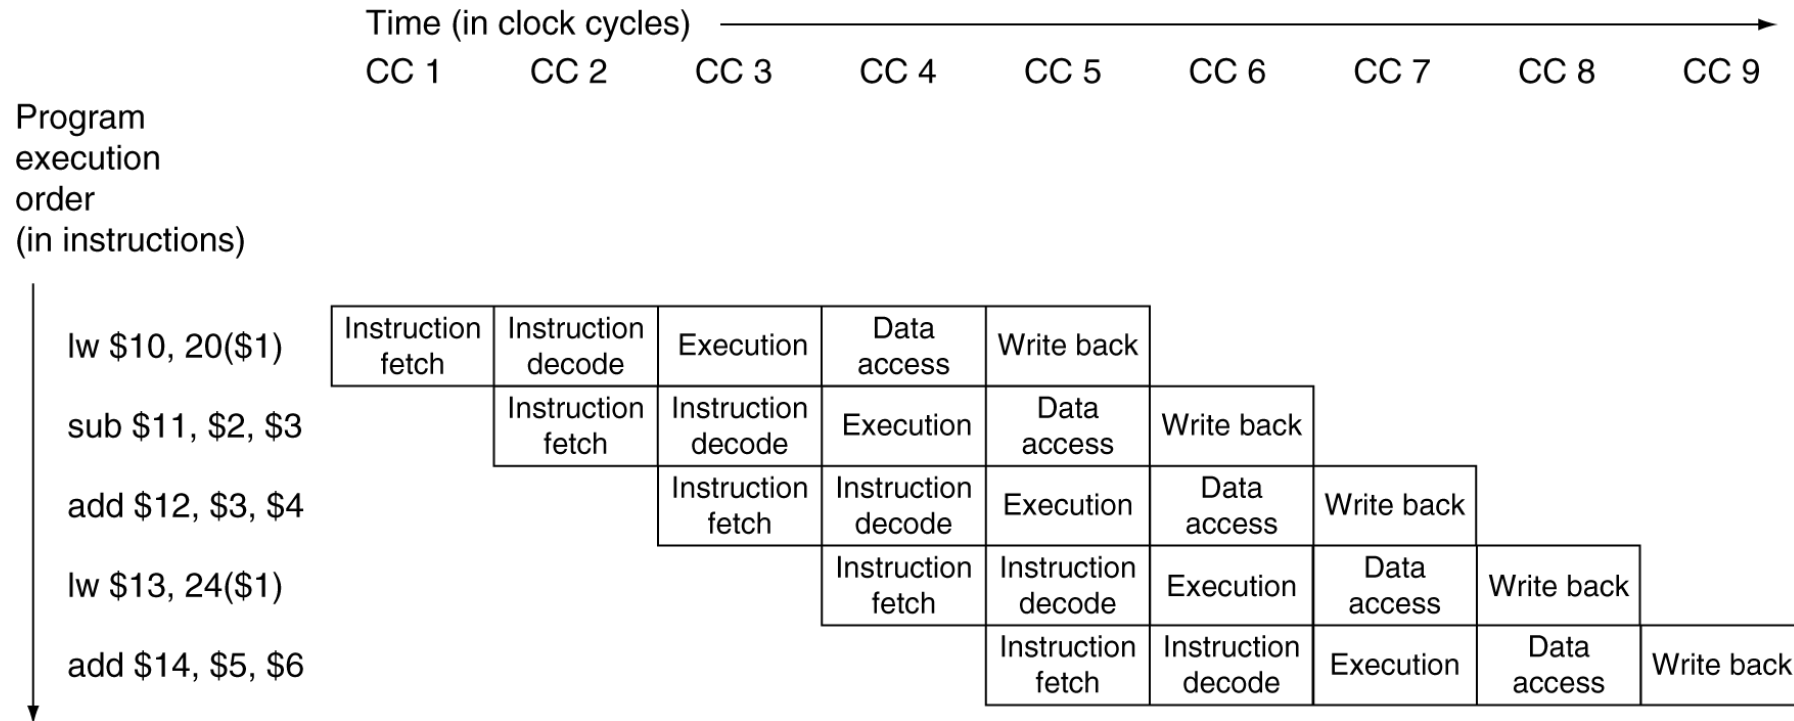 Time (in clock cycles)
CC 1 CC 2 CC 3 CC 4 CC 5 CC 6 CC 7 CC 8 CC 9
Program
execution
order
(in instructions)
lw $10, 20($1)
Instruction
fetch
Instruction
decode
Execution
Data
access
Write back
sub $11, $2, $3
Instruction
fetch
Instruction
decode
Execution
Data
access
Write back
add $12, $3, $4
Instruction
fetch
Instruction
decode
Execution
Data
access
Write back
lw $13, 24($1)
Instruction
fetch
Instruction
decode
Execution
Data
access
Write back
add $14, $5, $6
Instruction
fetch
Instruction
decode
Execution
Data
access
Write back